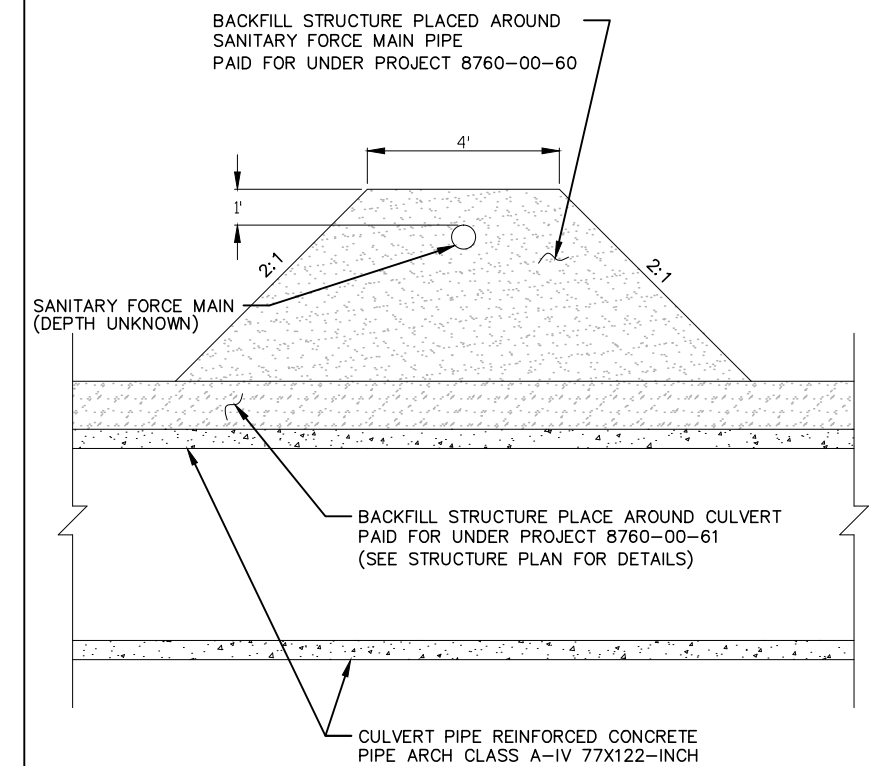 BACKFILL STRUCTURE PLACED AROUND
SANITARY FORCE MAIN PIPE
PAID FOR UNDER PROJECT 8760-00-60
4'
1'
2:1
2:1
SANITARY FORCE MAIN
(DEPTH UNKNOWN)
BACKFILL STRUCTURE PLACE AROUND CULVERT
PAID FOR UNDER PROJECT 8760-00-61
(SEE STRUCTURE PLAN FOR DETAILS)
CULVERT PIPE REINFORCED CONCRETE
PIPE ARCH CLASS A-IV 77X122-INCH